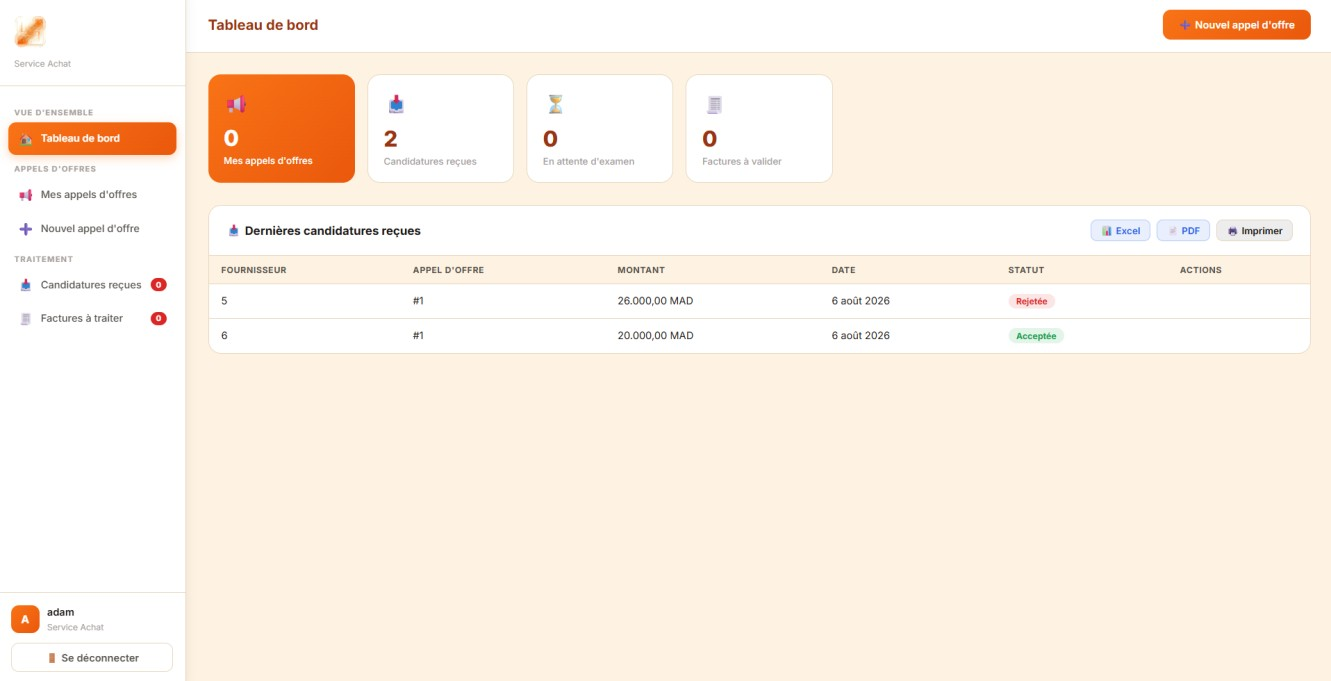 Service Achat
VUE D'ENSEMBLE
Tableau de bord
APPELS D'OFFRES
Mes appels d'offres
Nouvel appel d'offre
TRAITEMENT
Candidatures reçues 0
Factures à traiter 0
A
adam
Service Achat
Se déconnecter
Tableau de bord
Nouvel appel d'offre
0
Mes appels d'offres
2
Candidatures reçues
0
En attente d'examen
0
Factures à valider
Dernières candidatures reçues
Excel PDF Imprimer
FOURNISSEUR APPEL D'OFFRE MONTANT DATE STATUT ACTIONS
5 #1 26.000,00 MAD 6 août 2026 Rejetée
6 #1 20.000,00 MAD 6 août 2026 Acceptée